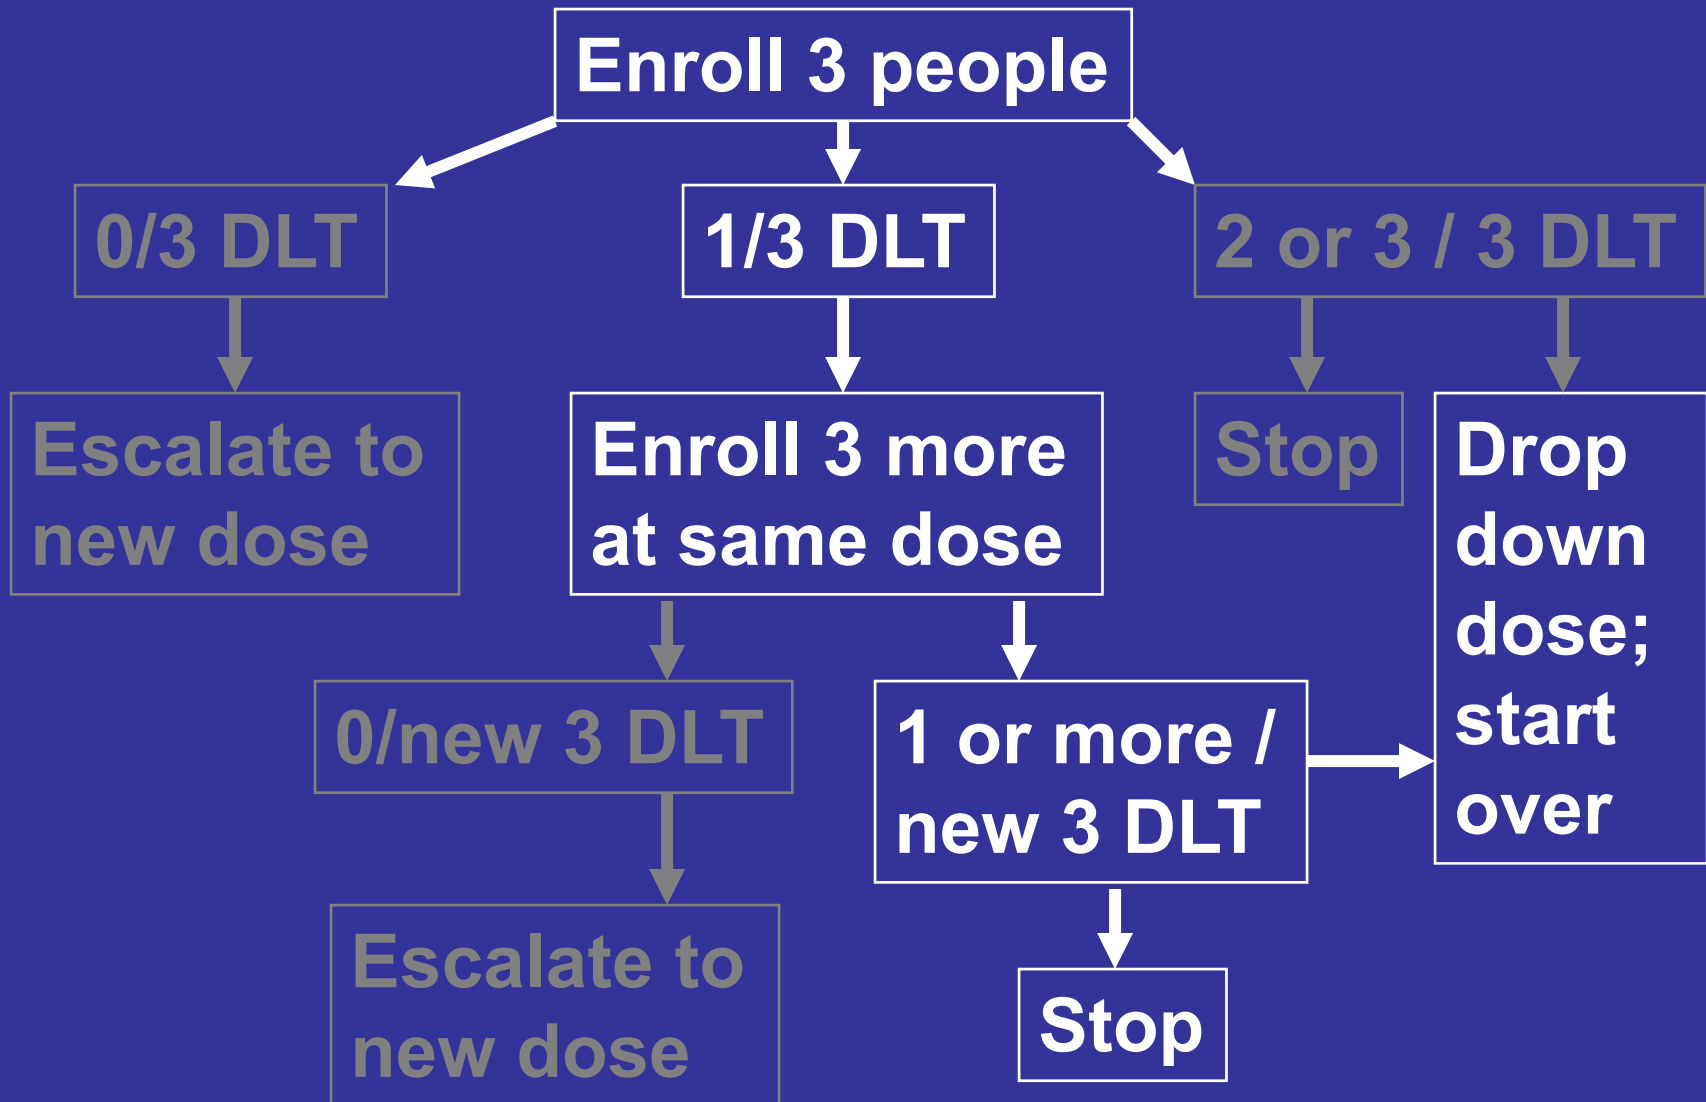 Enroll 3 people
0/3 DLT
1/3 DLT
2 or 3 / 3 DLT
Escalate to
new dose
Enroll 3 more
at same dose
Stop
Drop
down
dose;
start
over
0/new 3 DLT
1 or more /
new 3 DLT
Escalate to
new dose
Stop